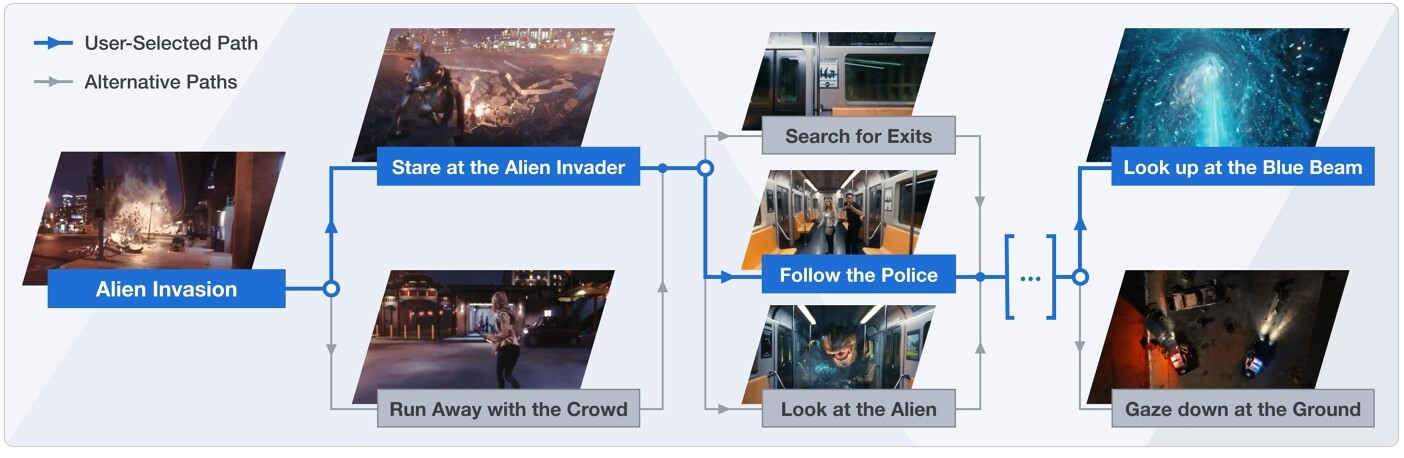 User-Selected Path
Alternative Paths
Alien Invasion
Stare at the Alien Invader
Run Away with the Crowd
Search for Exits
Follow the Police
Look at the Alien
[...]
Look up at the Blue Beam
Gaze down at the Ground